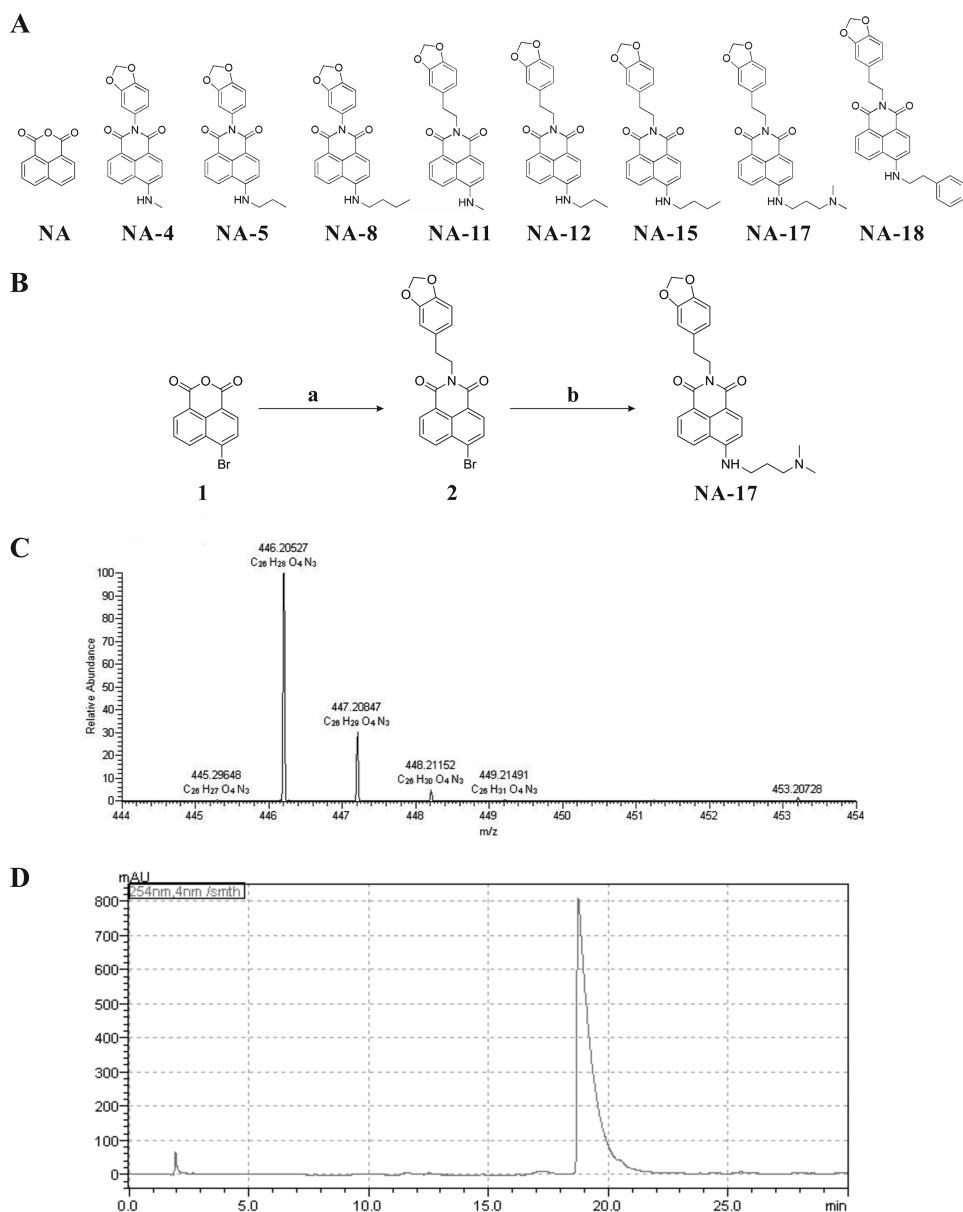 A
NA
NA-4
NA-5
NA-8
NA-11
NA-12
NA-15
NA-17
NA-18
B
a
b
1
2
NA-17
C
446.20527
C26 H28 O4 N3
447.20847
C26 H29 O4 N3
448.21152
C26 H30 O4 N3
449.21491
C26 H31 O4 N3
445.29648
C26 H27 O4 N3
453.20728
Relative Abundance
100
90
80
70
60
50
40
30
20
10
0
444 445 446 447 448 449 450 451 452 453 454
m/z
D
mAU
254nm,4nm /smth
800
700
600
500
400
300
200
100
0
0.0 5.0 10.0 15.0 20.0 25.0 min